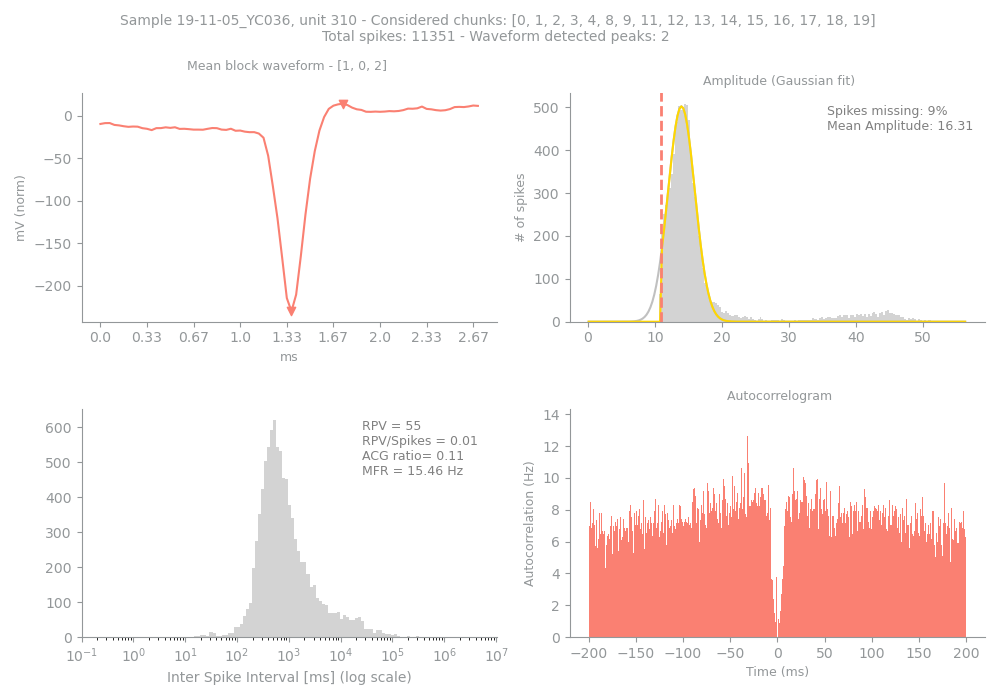 Sample 19-11-05_YC036, unit 310 - Considered chunks: [0, 1, 2, 3, 4, 8, 9, 11, 12, 13, 14, 15, 16, 17, 18, 19]
Total spikes: 11351 - Waveform detected peaks: 2
Mean block waveform - [1, 0, 2]
0
−50
−100
−150
−200
mV (norm)
0.0 0.33 0.67 1.0 1.33 1.67 2.0 2.33 2.67
ms
Amplitude (Gaussian fit)
Spikes missing: 9%
Mean Amplitude: 16.31
500
400
300
200
100
0
# of spikes
0 10 20 30 40 50
RPV = 55
RPV/Spikes = 0.01
ACG ratio= 0.11
MFR = 15.46 Hz
600
500
400
300
200
100
0
10⁻¹ 10⁰ 10¹ 10² 10³ 10⁴ 10⁵ 10⁶ 10⁷
Inter Spike Interval [ms] (log scale)
Autocorrelogram
14
12
10
8
6
4
2
0
Autocorrelation (Hz)
−200 −150 −100 −50 0 50 100 150 200
Time (ms)